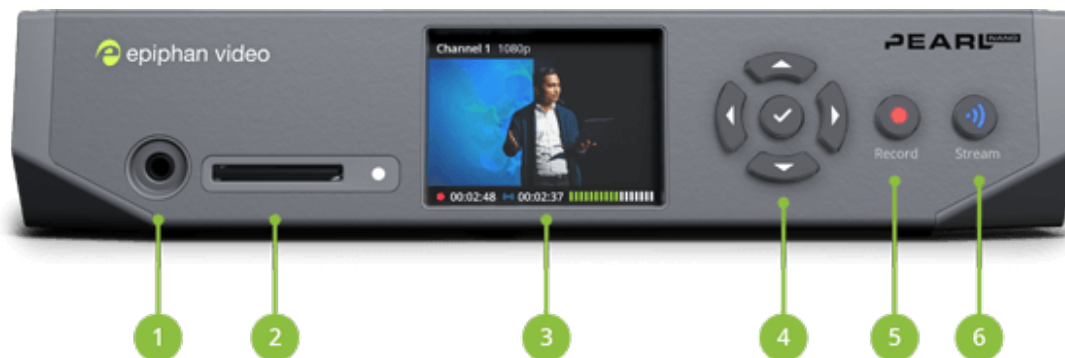 epiphan video
Channel 1 1080p
PEARL NANO
00:02:48 00:02:37
Record
Stream
1
2
3
4
5
6